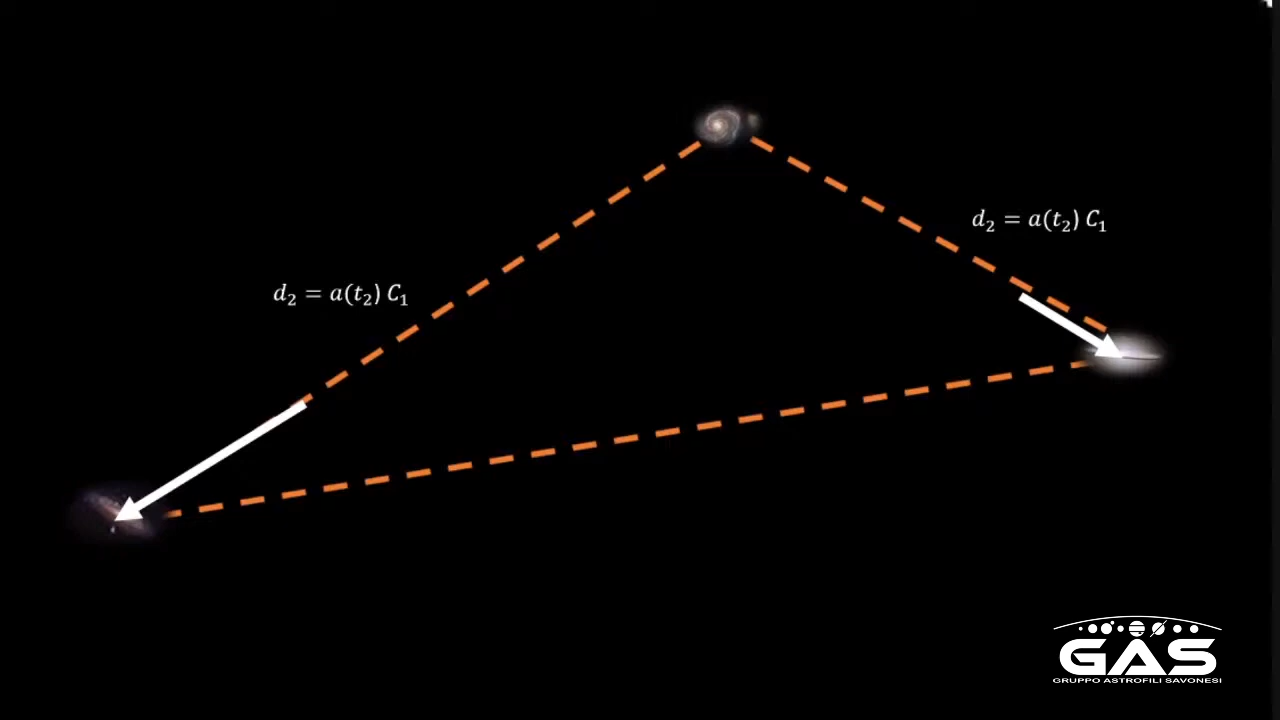 d₂ = a(t₂) C₁
d₂ = a(t₂) C₁
GAS
GRUPPO ASTROFILI SAVONESI